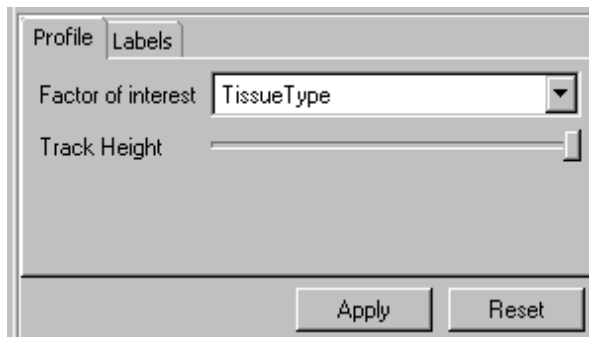 Profile Labels
Factor of interest TissueType
Track Height
Apply Reset